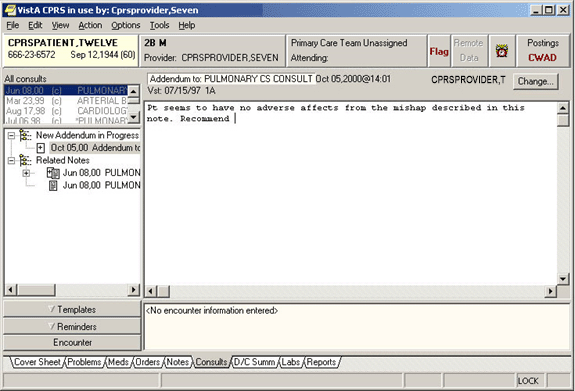 VistA CPRS in use by: Cprsprovider,Seven
File Edit View Action Options Tools Help
CPRSPATIENT,TWELVE
666-23-6572 Sep 12,1944 (60)
2B M
Provider: CPRSPROVIDER,SEVEN
Primary Care Team Unassigned
Attending:
Flag
Remote
Data
Postings
CWAD
All consults
Jun 08,00 (c) PULMONARY
Mar 23,99 (c) ARTERIAL B
Aug 17,98 (c) CARDIOLOG
Jul 06,98 (c) *PULMONAR
New Addendum in Progress
Oct 05,00 Addendum to
Related Notes
Jun 08,00 PULMON
Jun 08,00 PULMON
Addendum to: PULMONARY CS CONSULT Oct 05,2000@14:01
CPRSPROVIDER,T
Change...
Vst: 07/15/97 1A
Pt seems to have no adverse affects from the mishap described in this
note. Recommend
Templates
Reminders
Encounter
<No encounter information entered>
Cover Sheet Problems Meds Orders Notes Consults D/C Summ Labs Reports
LOCK